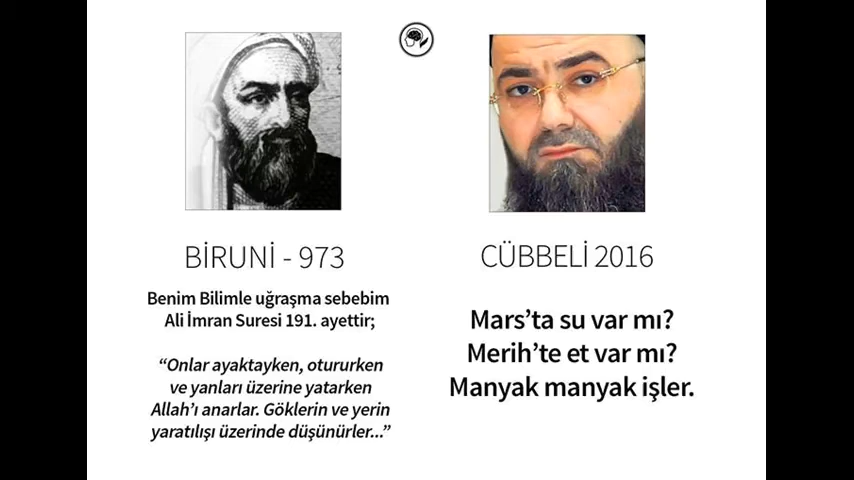 BİRUNİ - 973
Benim Bilimle uğraşma sebebim
Ali İmran Suresi 191. ayettir;
“Onlar ayaktayken, otururken
ve yanları üzerine yatarken
Allah’ı anarlar. Göklerin ve yerin
yaratılışı üzerinde düşünürler...”
CÜBBELİ 2016
Mars’ta su var mı?
Merih’te et var mı?
Manyak manyak işler.